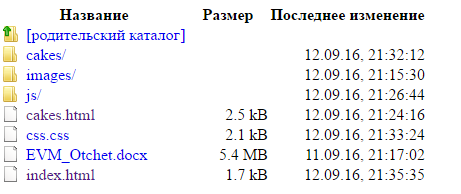 Название Размер Последнее изменение
[родительский каталог]
cakes/ 12.09.16, 21:32:12
images/ 12.09.16, 21:15:30
js/ 12.09.16, 21:26:44
cakes.html 2.5 kB 12.09.16, 21:24:16
css.css 2.1 kB 12.09.16, 21:33:24
EVM_Otchet.docx 5.4 MB 11.09.16, 21:17:02
index.html 1.7 kB 12.09.16, 21:35:35